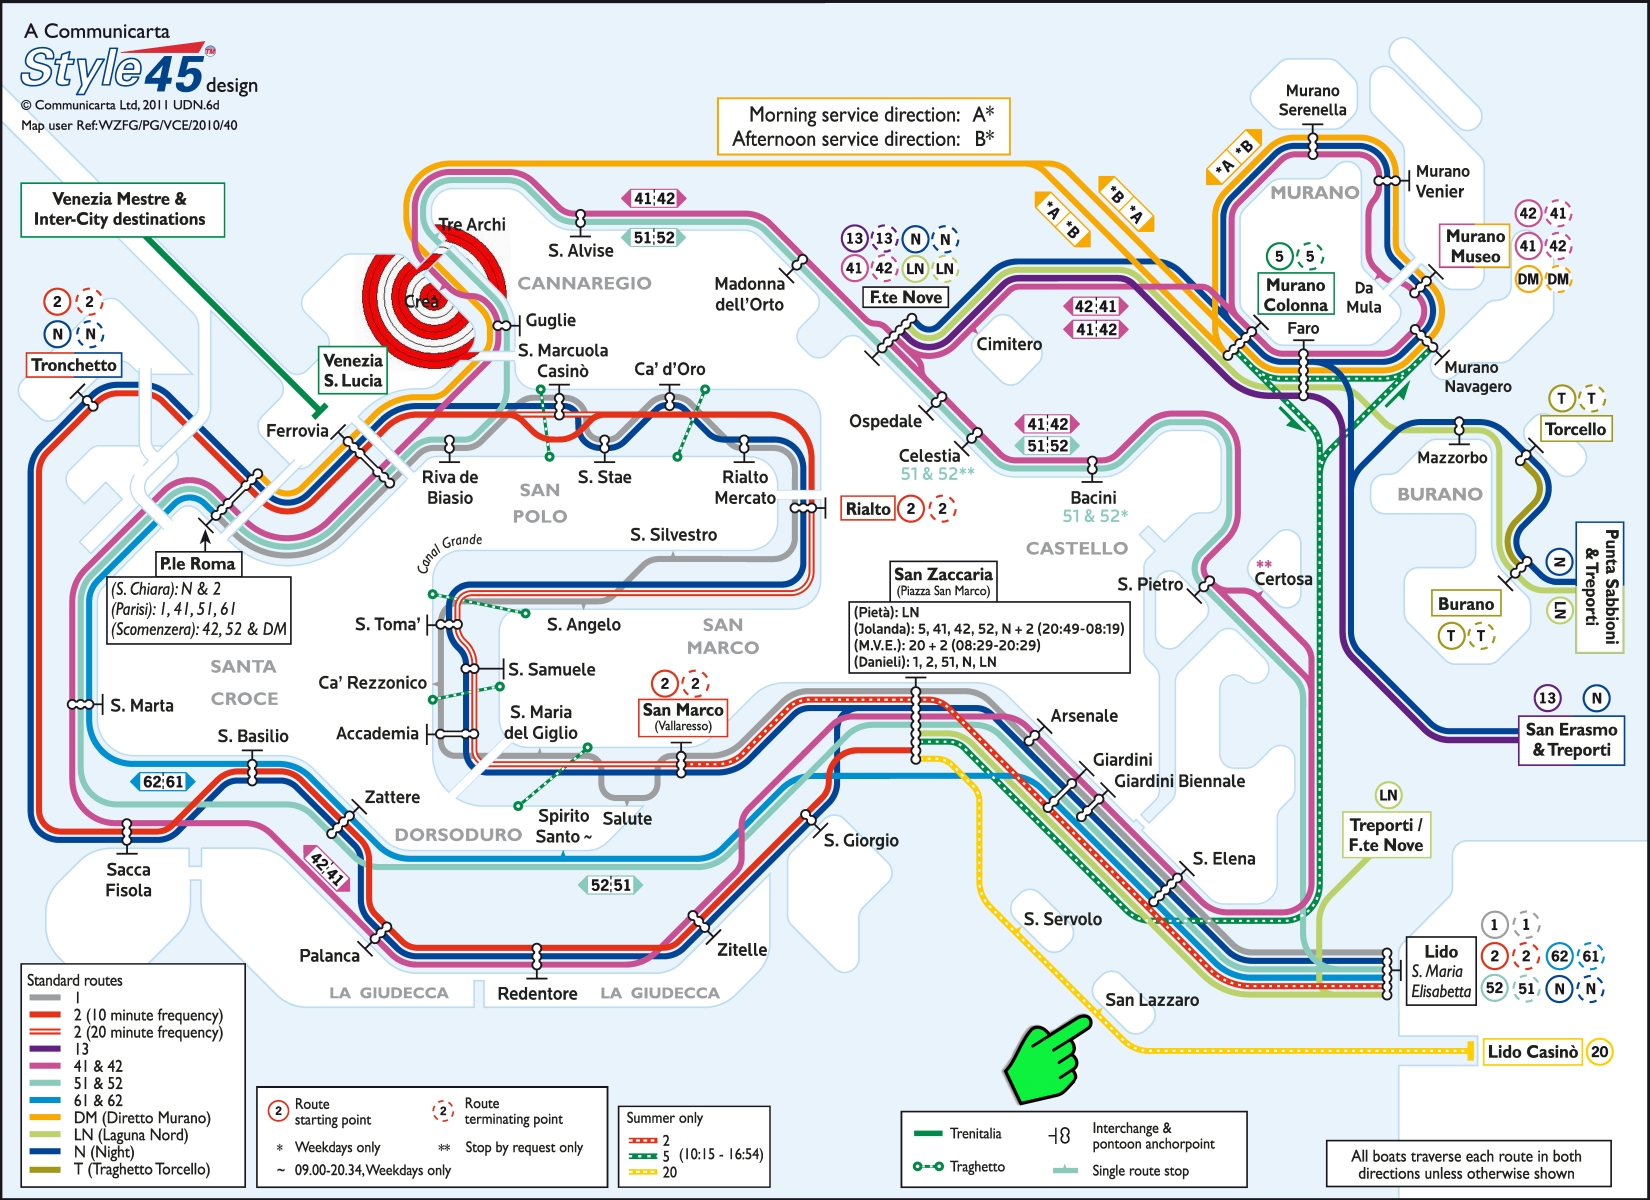 A Communicarta
Style 45 TM
design
© Communicarta Ltd, 2011 UDN.6d
Map user Ref:WZFG/PG/VCE/2010/40
Venezia Mestre &
Inter-City destinations
Morning service direction: A*
Afternoon service direction: B*
41 42
51 52
Tre Archi
S. Alvise
CANNAREGIO
Crea
Guglie
Madonna
dell'Orto
13 13 N N
41 42 LN LN
F.te Nove
42 41
41 42
Cimitero
*A *B
*B *A
*A *B
Murano
Serenella
MURANO
Murano
Venier
Murano
Museo
42 41
41 42
DM DM
5 5
Murano
Colonna
Faro
Da
Mula
Murano
Navagero
2 2
N N
Tronchetto
Venezia
S. Lucia
Ferrovia
S. Marcuola
Casinò
Ca' d'Oro
Riva de
Biasio
SAN
POLO
S. Stae
Rialto
Mercato
Rialto 2 2
Ospedale
Celestia
51 & 52**
41 42
51 52
Bacini
51 & 52*
CASTELLO
T T
Torcello
Mazzorbo
BURANO
Burano
T T
N
LN
Punta Sabbioni
& Treporti
P.le Roma
(S. Chiara): N & 2
(Parisi): 1, 41, 51, 61
(Scomenzera): 42, 52 & DM
Canal Grande
S. Silvestro
S. Toma'
S. Angelo
SAN
MARCO
San Zaccaria
(Piazza San Marco)
(Pietà): LN
(Jolanda): 5, 41, 42, 52, N + 2 (20:49-08:19)
(M.V.E.): 20 + 2 (08:29-20:29)
(Danieli): 1, 2, 51, N, LN
S. Pietro
**
Certosa
SANTA
CROCE
S. Marta
Ca' Rezzonico
S. Samuele
Accademia
S. Maria
del Giglio
2 2
San Marco
(Vallaresso)
S. Basilio
62 61
Zattere
DORSODURO
Spirito
Santo ~
Salute
52 51
42 41
Arsenale
Giardini
Giardini Biennale
S. Giorgio
S. Elena
13 N
San Erasmo
& Treporti
LN
Treporti /
F.te Nove
Sacca
Fisola
Palanca
LA GIUDECCA
Redentore
LA GIUDECCA
Zitelle
S. Servolo
San Lazzaro
Lido
S. Maria
Elisabetta
1 1
2 2 62 61
52 51 N N
Lido Casinò 20
Standard routes
1
2 (10 minute frequency)
2 (20 minute frequency)
13
41 & 42
51 & 52
61 & 62
DM (Diretto Murano)
LN (Laguna Nord)
N (Night)
T (Traghetto Torcello)
2 Route
starting point
2 Route
terminating point
* Weekdays only
** Stop by request only
~ 09.00-20.34, Weekdays only
Summer only
2
5 (10:15 - 16:54)
20
Trenitalia
Traghetto
Interchange &
pontoon anchorpoint
Single route stop
All boats traverse each route in both
directions unless otherwise shown